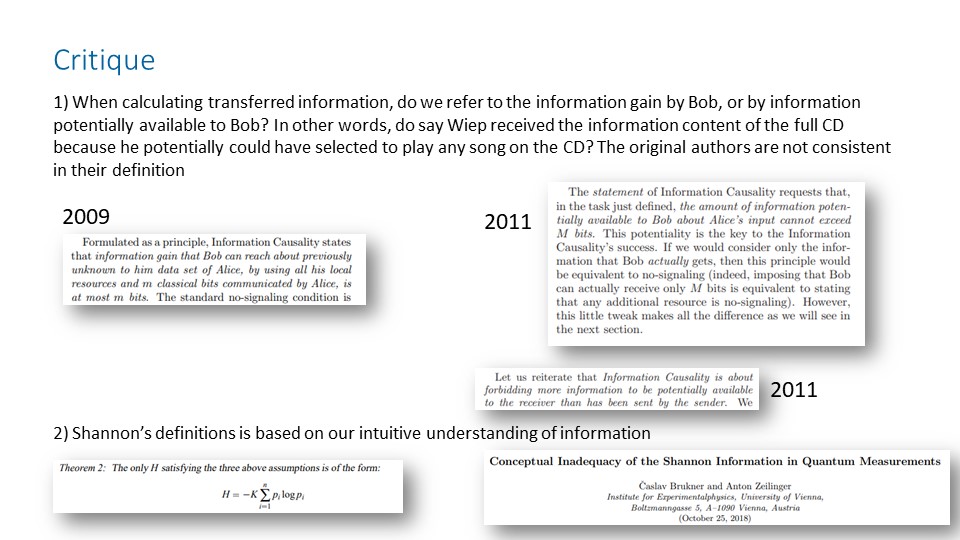 Critique
1) When calculating transferred information, do we refer to the information gain by Bob, or by information
potentially available to Bob? In other words, do say Wiep received the information content of the full CD
because he potentially could have selected to play any song on the CD? The original authors are not consistent
in their definition
2009
Formulated as a principle, Information Causality states
that information gain that Bob can reach about previously
unknown to him data set of Alice, by using all his local
resources and m classical bits communicated by Alice, is
at most m bits. The standard no-signaling condition is
2011
The statement of Information Causality requests that,
in the task just defined, the amount of information poten-
tially available to Bob about Alice's input cannot exceed
M bits. This potentiality is the key to the Information
Causality's success. If we would consider only the infor-
mation that Bob actually gets, then this principle would
be equivalent to no-signaling (indeed, imposing that Bob
can actually receive only M bits is equivalent to stating
that any additional resource is no-signaling). However,
this little tweak makes all the difference as we will see in
the next section.
Let us reiterate that Information Causality is about
forbidding more information to be potentially available
to the receiver than has been sent by the sender. We
2011
2) Shannon's definitions is based on our intuitive understanding of information
Theorem 2: The only H satisfying the three above assumptions is of the form:
H = −K∑ⁿᵢ₌₁ pᵢ log pᵢ
Conceptual Inadequacy of the Shannon Information in Quantum Measurements
Časlav Brukner and Anton Zeilinger
Institute for Experimentalphysics, University of Vienna,
Boltzmanngasse 5, A–1090 Vienna, Austria
(October 25, 2018)